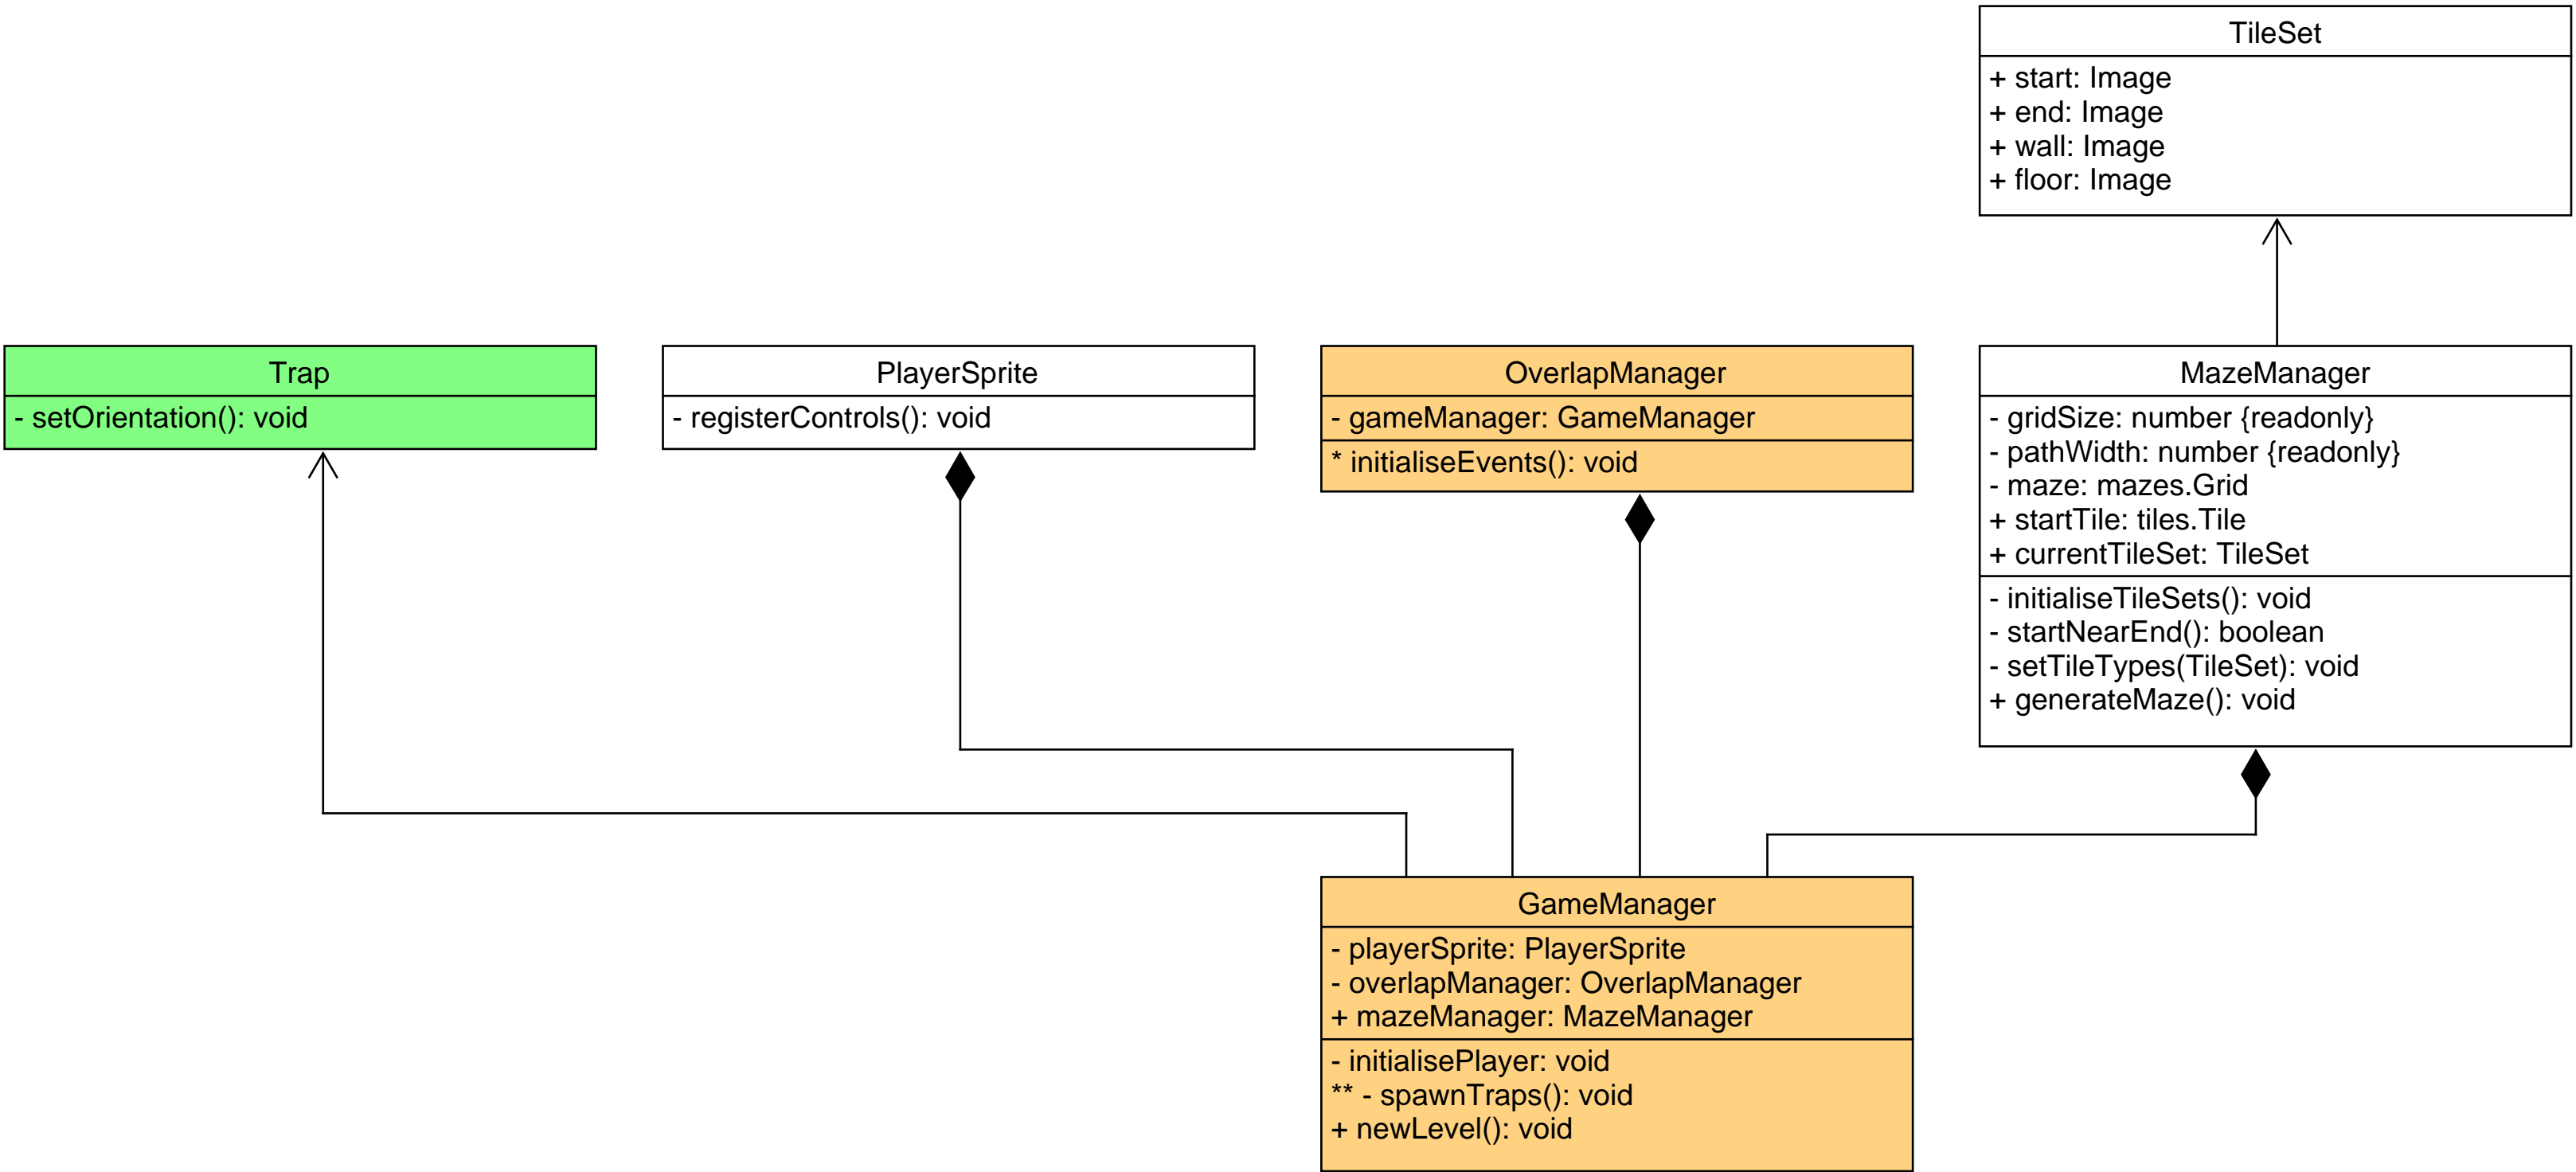 TileSet
+ start: Image
+ end: Image
+ wall: Image
+ floor: Image
Trap
- setOrientation(): void
PlayerSprite
- registerControls(): void
OverlapManager
- gameManager: GameManager
* initialiseEvents(): void
MazeManager
- gridSize: number {readonly}
- pathWidth: number {readonly}
- maze: mazes.Grid
+ startTile: tiles.Tile
+ currentTileSet: TileSet
- initialiseTileSets(): void
- startNearEnd(): boolean
- setTileTypes(TileSet): void
+ generateMaze(): void
GameManager
- playerSprite: PlayerSprite
- overlapManager: OverlapManager
+ mazeManager: MazeManager
- initialisePlayer: void
** - spawnTraps(): void
+ newLevel(): void